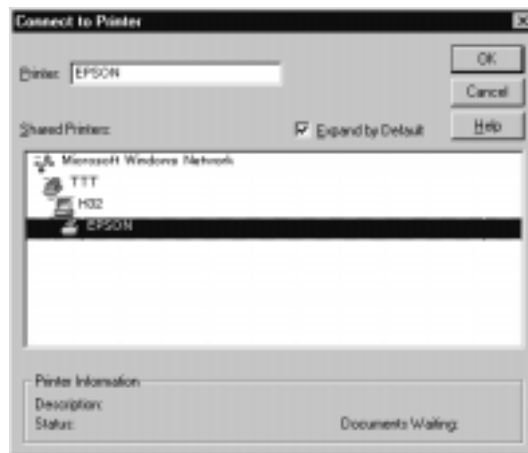 Connect to Printer
Printer: EPSON
OK
Cancel
Shared Printers:
Expand by Default
Help
Microsoft Windows Network
TTT
H32
EPSON
Printer Information
Description:
Status:
Documents Waiting: